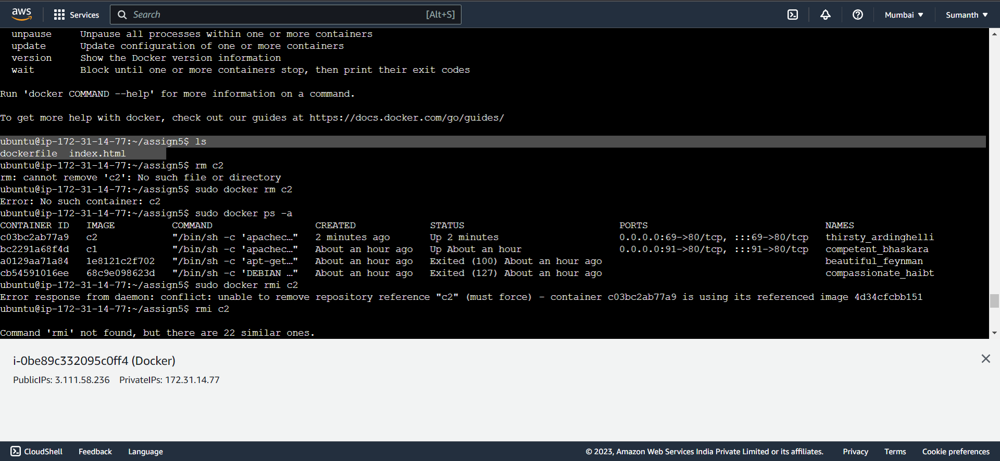 aws Services Search [Alt+S] Mumbai Sumanth
unpause Unpause all processes within one or more containers
update Update configuration of one or more containers
version Show the Docker version information
wait Block until one or more containers stop, then print their exit codes
Run 'docker COMMAND --help' for more information on a command.
To get more help with docker, check out our guides at https://docs.docker.com/go/guides/
ubuntu@ip-172-31-14-77:~/assign5$ ls
dockerfile index.html
ubuntu@ip-172-31-14-77:~/assign5$ rm c2
rm: cannot remove 'c2': No such file or directory
ubuntu@ip-172-31-14-77:~/assign5$ sudo docker rm c2
Error: No such container: c2
ubuntu@ip-172-31-14-77:~/assign5$ sudo docker ps -a
CONTAINER ID IMAGE COMMAND CREATED STATUS PORTS NAMES
c03bc2ab77a9 c2 "/bin/sh -c 'apachec…" 2 minutes ago Up 2 minutes 0.0.0.0:69->80/tcp, :::69->80/tcp thirsty_ardinghelli
bc2291a68f4d c1 "/bin/sh -c 'apachec…" About an hour ago Up About an hour 0.0.0.0:91->80/tcp, :::91->80/tcp competent_bhaskara
a0129aa71a84 1e8121c2f702 "/bin/sh -c 'apt-get…" About an hour ago Exited (100) About an hour ago beautiful_feynman
cb54591016ee 68c9e098623d "/bin/sh -c 'DEBIAN …" About an hour ago Exited (127) About an hour ago compassionate_haibt
ubuntu@ip-172-31-14-77:~/assign5$ sudo docker rmi c2
Error response from daemon: conflict: unable to remove repository reference "c2" (must force) - container c03bc2ab77a9 is using its referenced image 4d34cfcbb151
ubuntu@ip-172-31-14-77:~/assign5$ rmi c2
Command 'rmi' not found, but there are 22 similar ones.
i-0be89c332095c0ff4 (Docker)
PublicIPs: 3.111.58.236 PrivateIPs: 172.31.14.77
CloudShell Feedback Language © 2023, Amazon Web Services India Private Limited or its affiliates. Privacy Terms Cookie preferences